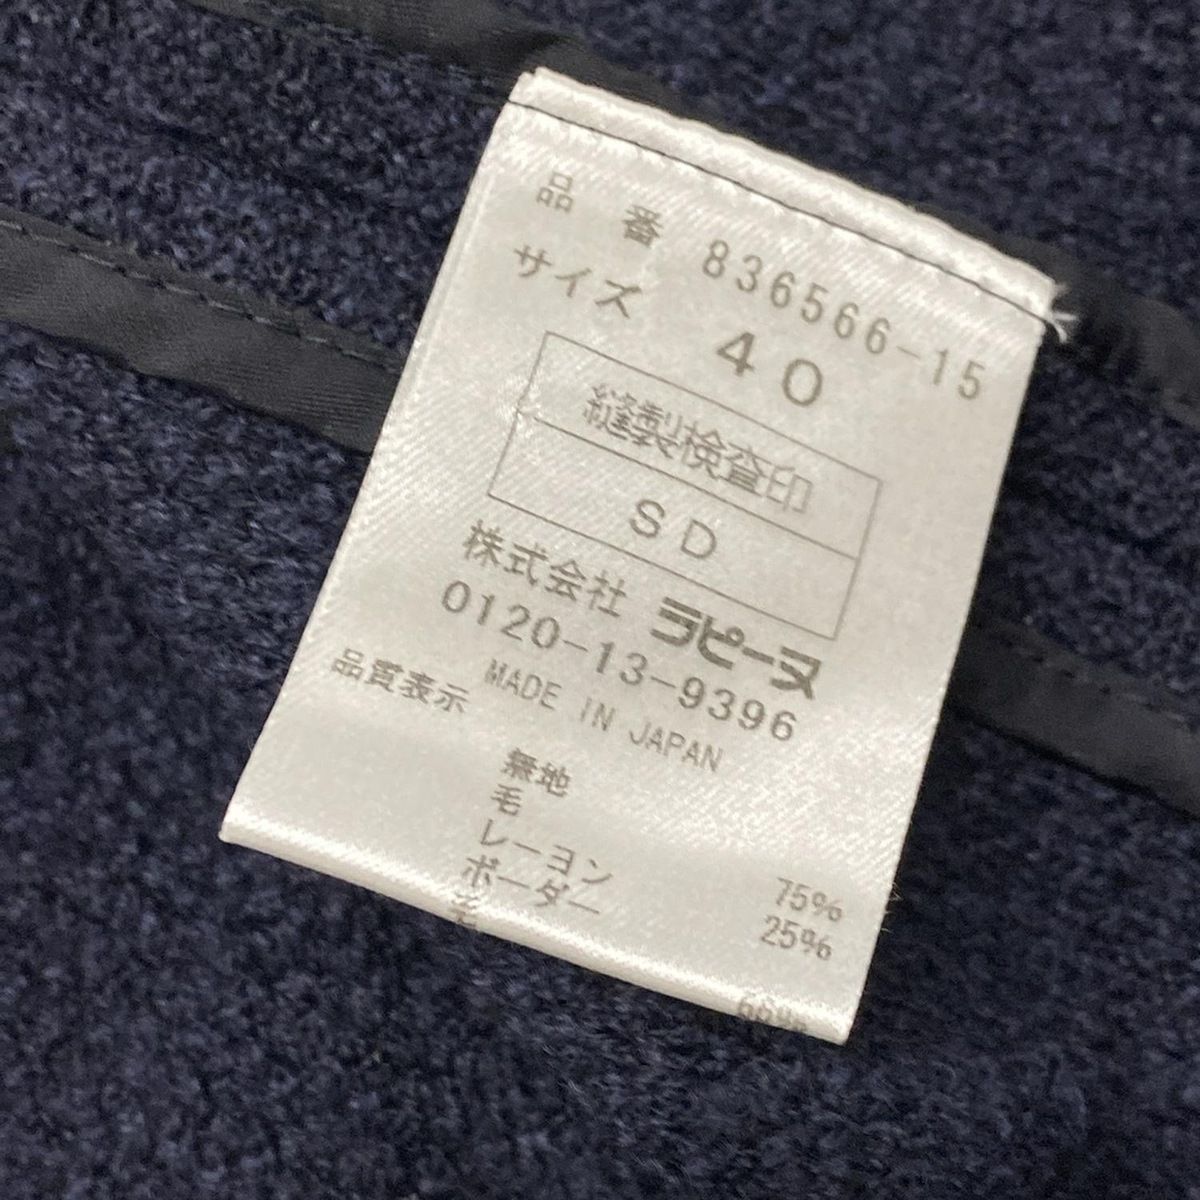 品 番 836566-15
サイズ 40
縫製検査印
SD
株式会社 ラピーヌ
0120-13-9396
MADE IN JAPAN
品質表示
無地
毛 75%
レーヨン 25%
ボーダー
毛